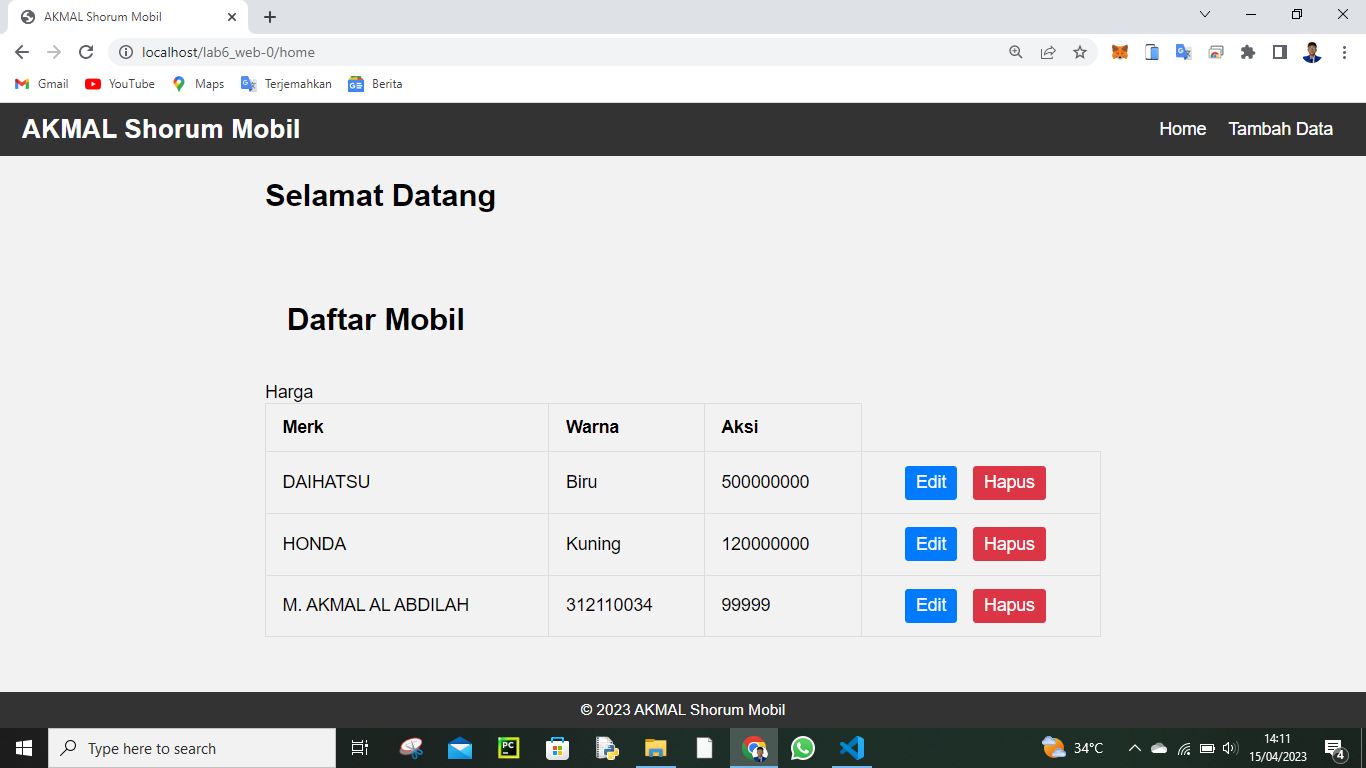 AKMAL Shorum Mobil
localhost/lab6_web-0/home
Gmail YouTube Maps Terjemahkan Berita
AKMAL Shorum Mobil Home Tambah Data
Selamat Datang
Daftar Mobil
Harga
Merk Warna Aksi
DAIHATSU Biru 500000000 Edit Hapus
HONDA Kuning 120000000 Edit Hapus
M. AKMAL AL ABDILAH 312110034 99999 Edit Hapus
© 2023 AKMAL Shorum Mobil
Type here to search PC 34°C 14:11
15/04/2023 4